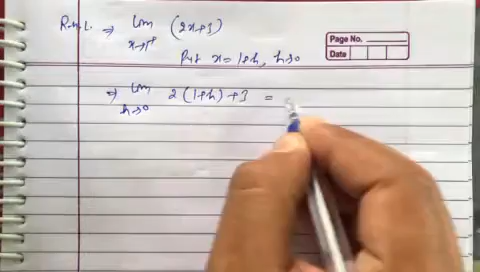 R.H.L. ⇒ lim (2x+3)
x→1+
Put x = 1+h, h→0
Page No.
Date
⇒ lim 2(1+h)+3 =
h→0